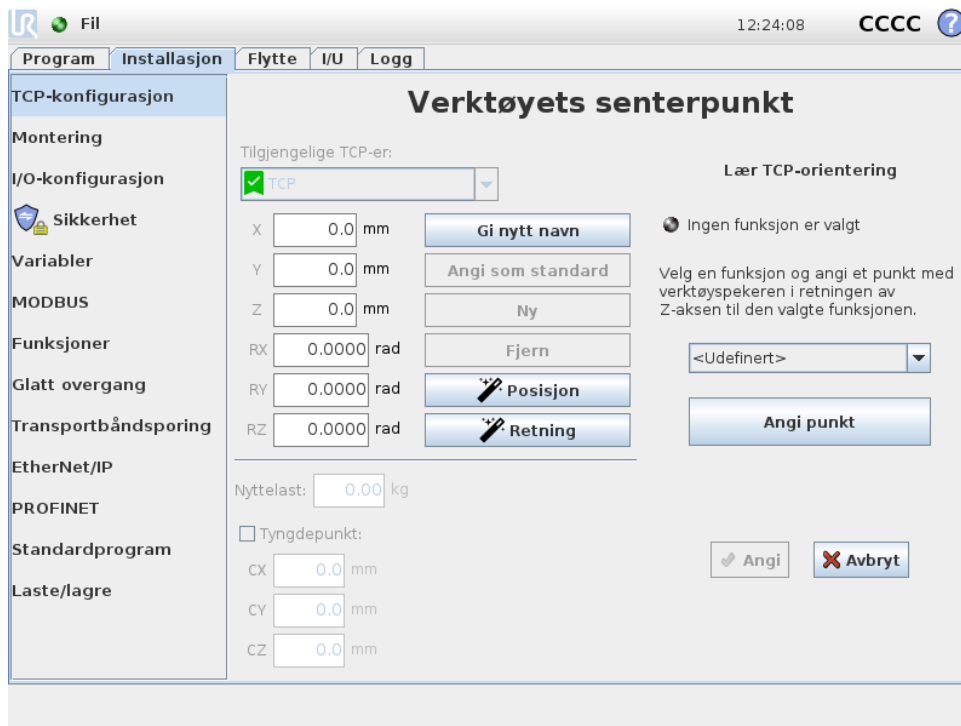 UR Fil 12:24:08 CCCC ?
Program Installasjon Flytte I/U Logg
TCP-konfigurasjon
Montering
I/O-konfigurasjon
Sikkerhet
Variabler
MODBUS
Funksjoner
Glatt overgang
Transportbåndsporing
EtherNet/IP
PROFINET
Standardprogram
Laste/lagre
Verktøyets senterpunkt
Tilgjengelige TCP-er:
TCP
X 0.0 mm Gi nytt navn
Y 0.0 mm Angi som standard
Z 0.0 mm Ny
RX 0.0000 rad Fjern
RY 0.0000 rad Posisjon
RZ 0.0000 rad Retning
Nyttelast: 0.00 kg
Tyngdepunkt:
CX 0.0 mm
CY 0.0 mm
CZ 0.0 mm
Lær TCP-orientering
Ingen funksjon er valgt
Velg en funksjon og angi et punkt med
verktøyspekeren i retningen av
Z-aksen til den valgte funksjonen.
<Udefinert>
Angi punkt
Angi Avbryt